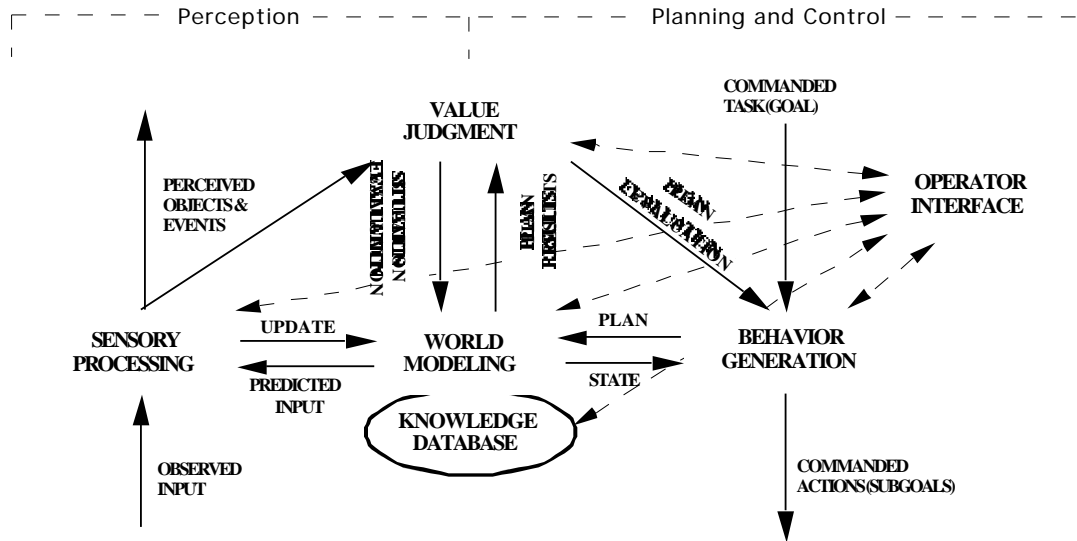 Perception
Planning and Control
COMMANDED
TASK (GOAL)
VALUE
JUDGMENT
PERCEIVED
OBJECTS &
EVENTS
SITUATION
EVALUATION
PLAN
RESULTS
PLAN
EVALUATION
OPERATOR
INTERFACE
SENSORY
PROCESSING
UPDATE
PREDICTED
INPUT
WORLD
MODELING
PLAN
STATE
BEHAVIOR
GENERATION
KNOWLEDGE
DATABASE
OBSERVED
INPUT
COMMANDED
ACTIONS (SUBGOALS)